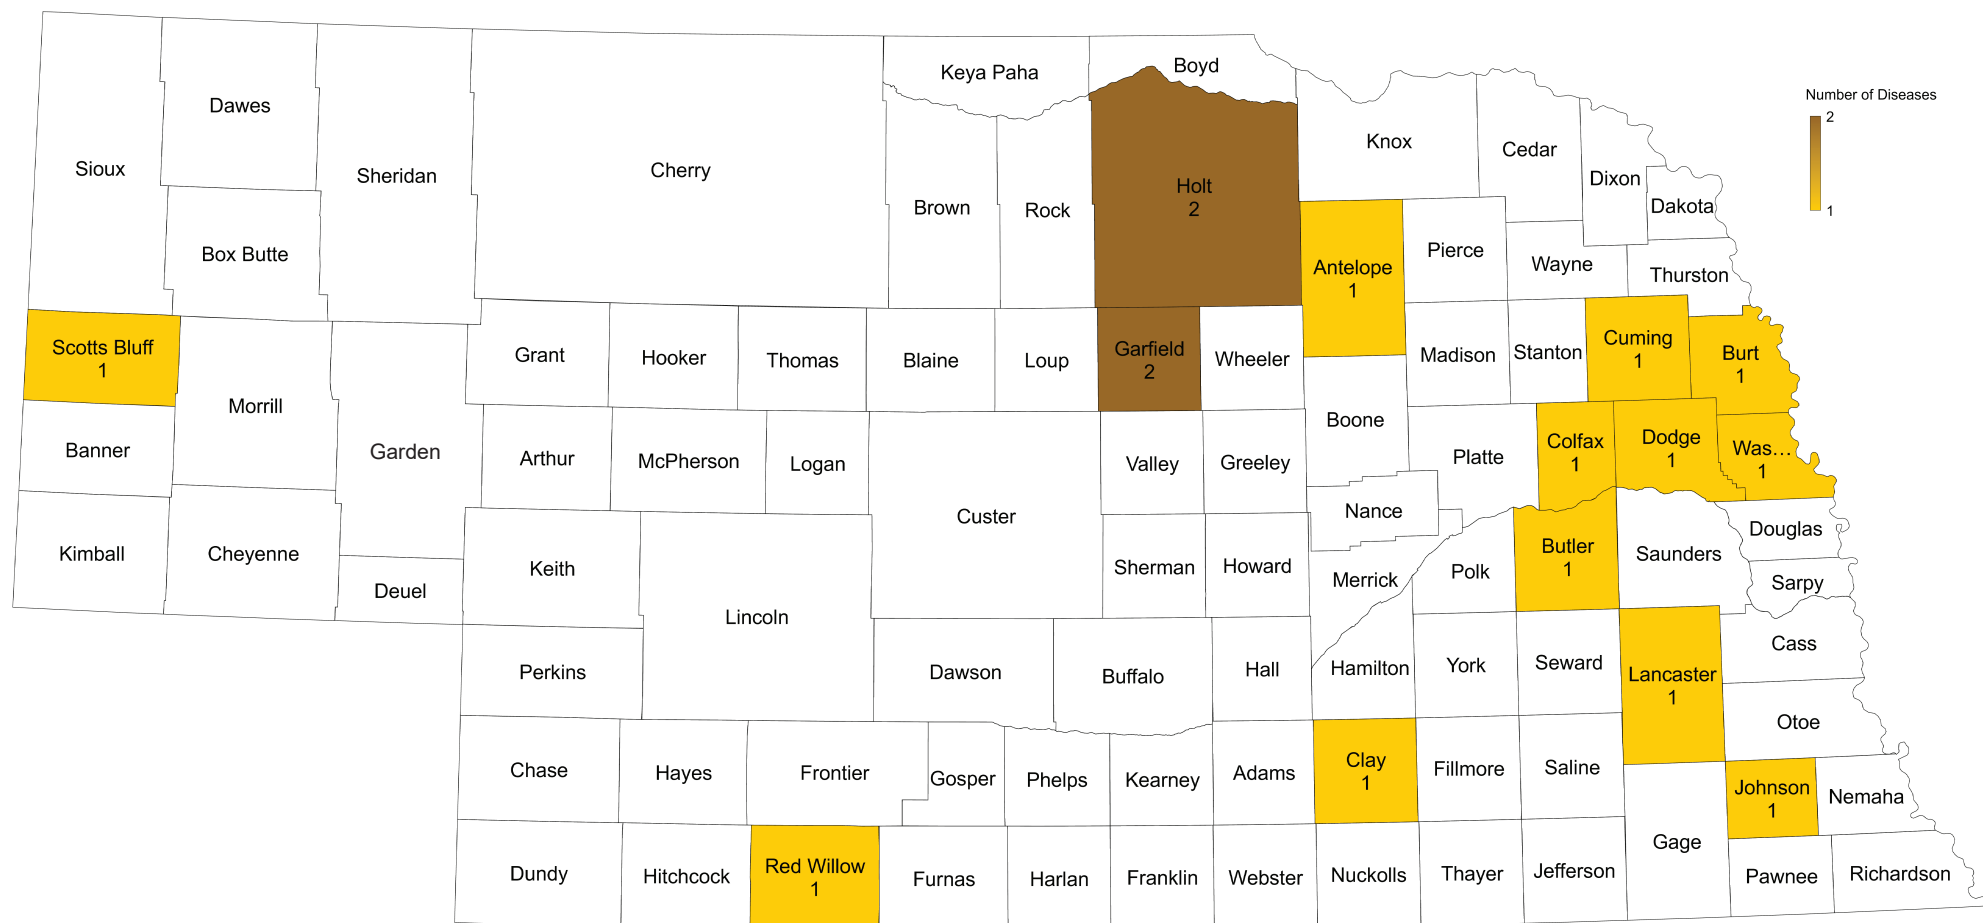 Keya Paha
Boyd
Number of Diseases
2
1
Dawes
Sioux
Sheridan
Cherry
Knox
Cedar
Dixon
Holt
2
Brown
Rock
Dakota
Box Butte
Pierce
Wayne
Antelope
1
Thurston
Scotts Bluff
1
Grant
Hooker
Thomas
Blaine
Loup
Garfield
2
Wheeler
Madison
Stanton
Cuming
1
Burt
1
Morrill
Boone
Banner
Garden
Arthur
McPherson
Logan
Valley
Greeley
Platte
Colfax
1
Dodge
1
Was...
1
Custer
Nance
Douglas
Kimball
Cheyenne
Keith
Sherman
Howard
Merrick
Polk
Butler
1
Saunders
Sarpy
Deuel
Lincoln
Perkins
Dawson
Buffalo
Hall
Hamilton
York
Seward
Lancaster
1
Cass
Otoe
Chase
Hayes
Frontier
Gosper
Phelps
Kearney
Adams
Clay
1
Fillmore
Saline
Johnson
1
Nemaha
Dundy
Hitchcock
Red Willow
1
Furnas
Harlan
Franklin
Webster
Nuckolls
Thayer
Jefferson
Gage
Pawnee
Richardson